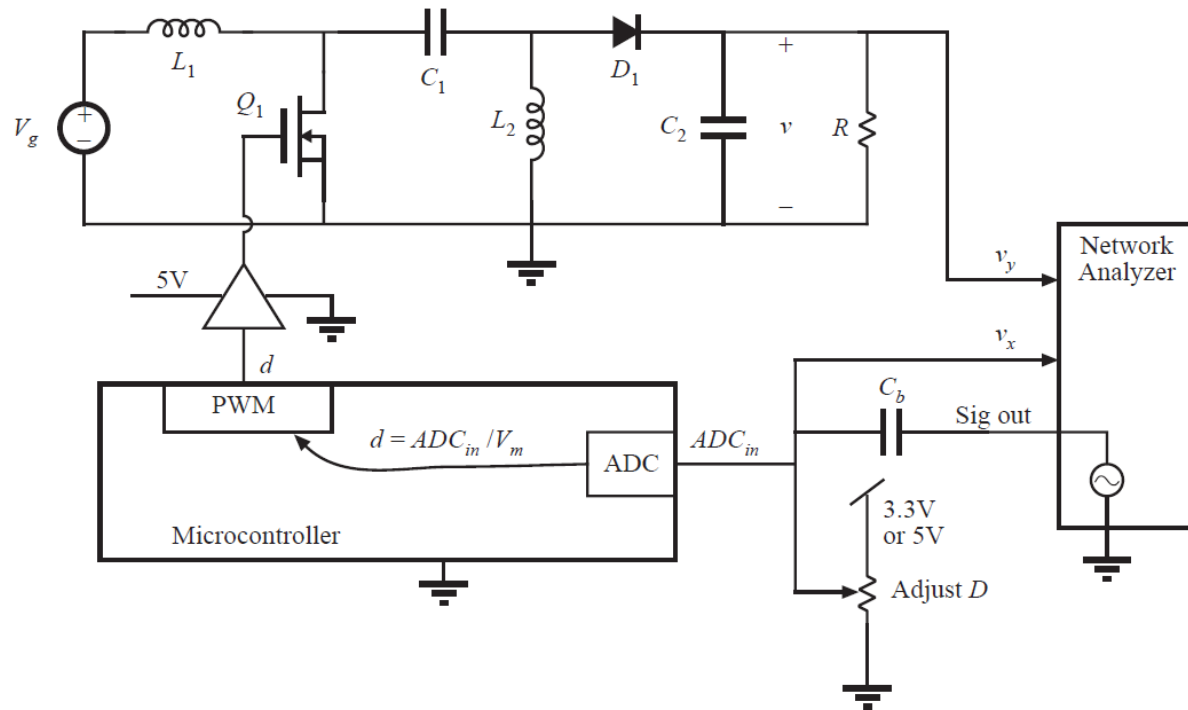 L1
C1
D1
+
Q1
L2
C2
v
R
Vg
+
−
−
Network
Analyzer
vy
5V
vx
d
PWM
Cb
Sig out
d = ADCin /Vm
ADCin
ADC
3.3V
or 5V
Microcontroller
Adjust D